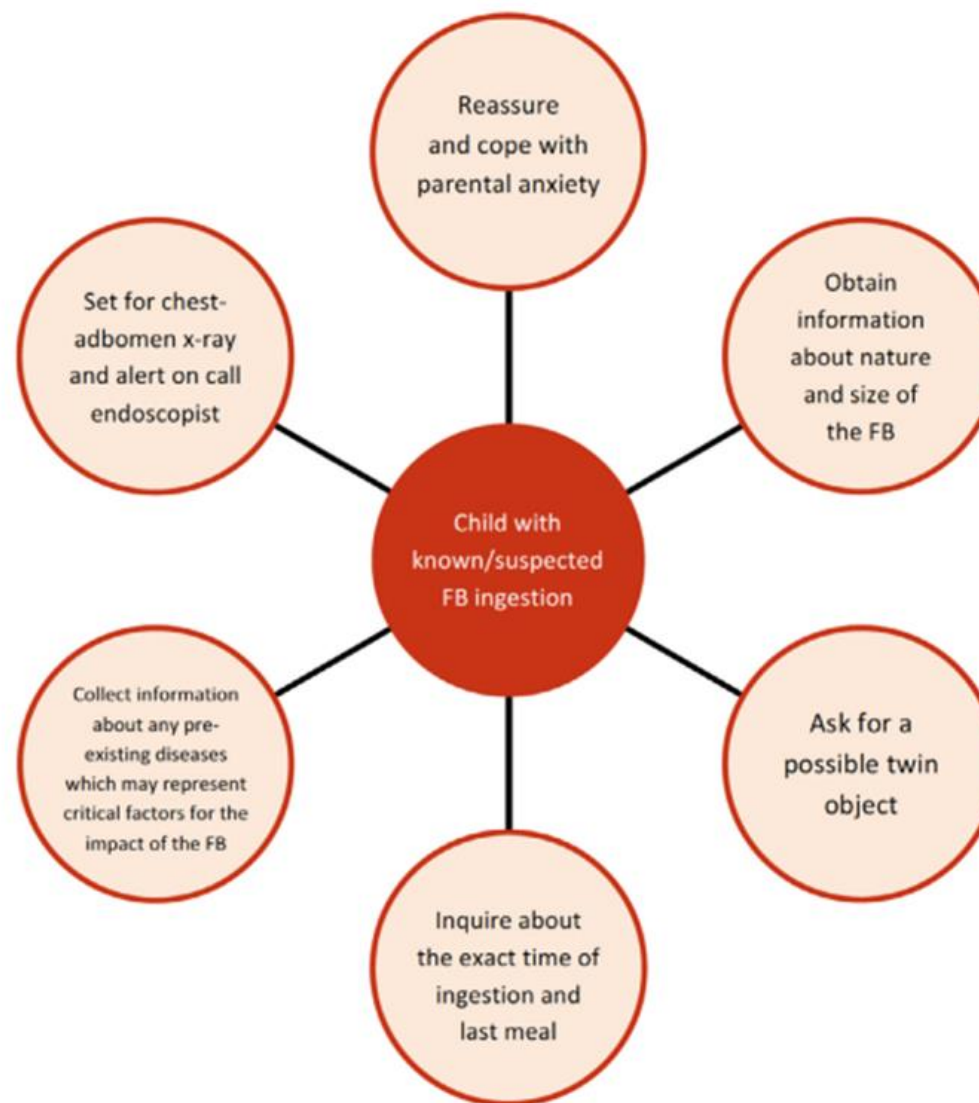 Reassure
and cope with
parental anxiety
Obtain
information
about nature
and size of
the FB
Ask for a
possible twin
object
Inquire about
the exact time of
ingestion and
last meal
Collect information
about any pre-
existing diseases
which may represent
critical factors for the
impact of the FB
Set for chest-
adbomen x-ray
and alert on call
endoscopist
Child with
known/suspected
FB ingestion